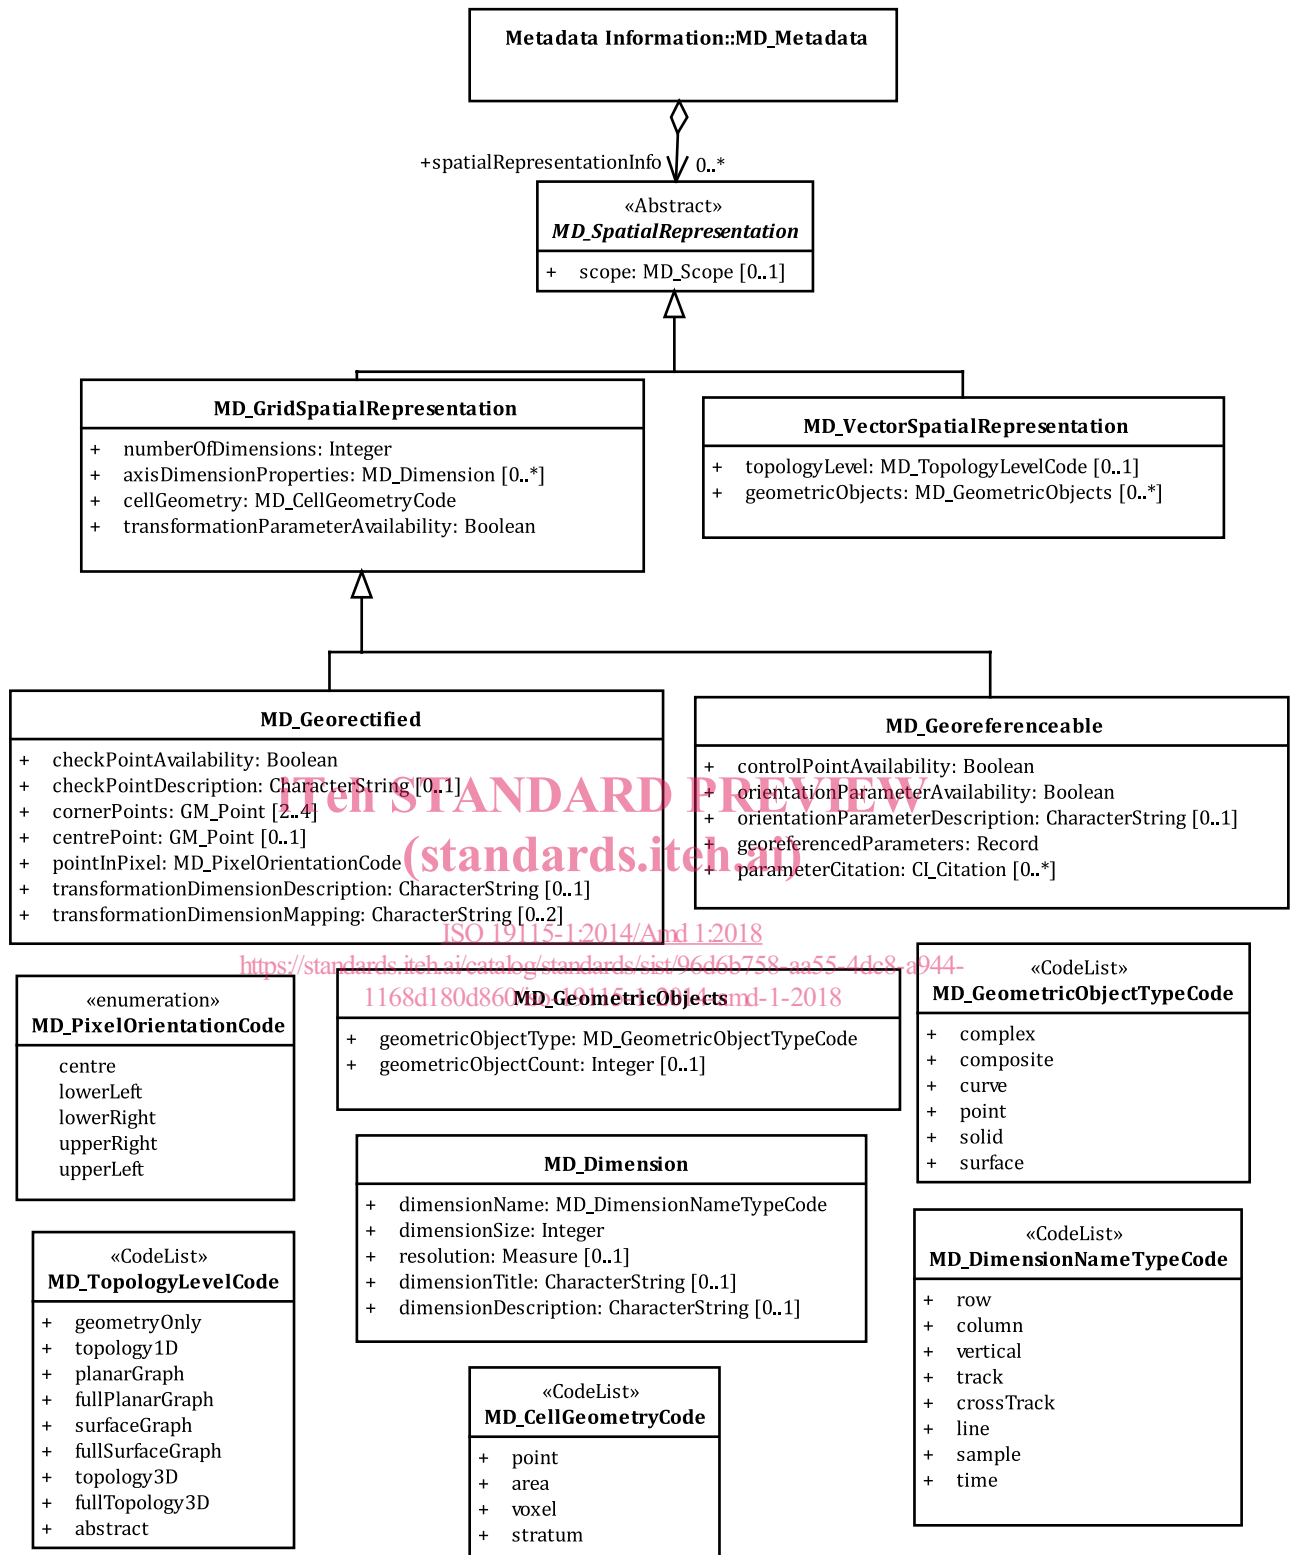 Metadata Information::MD_Metadata
+spatialRepresentationInfo 0..*
«Abstract»
MD_SpatialRepresentation
+ scope: MD_Scope [0..1]
MD_GridSpatialRepresentation
+ numberOfDimensions: Integer
+ axisDimensionProperties: MD_Dimension [0..*]
+ cellGeometry: MD_CellGeometryCode
+ transformationParameterAvailability: Boolean
MD_VectorSpatialRepresentation
+ topologyLevel: MD_TopologyLevelCode [0..1]
+ geometricObjects: MD_GeometricObjects [0..*]
MD_Georectified
+ checkPointAvailability: Boolean
+ checkPointDescription: CharacterString [0..1]
+ cornerPoints: GM_Point [2..4]
+ centrePoint: GM_Point [0..1]
+ pointInPixel: MD_PixelOrientationCode
+ transformationDimensionDescription: CharacterString [0..1]
+ transformationDimensionMapping: CharacterString [0..2]
MD_Georeferenceable
+ controlPointAvailability: Boolean
+ orientationParameterAvailability: Boolean
+ orientationParameterDescription: CharacterString [0..1]
+ georeferencedParameters: Record
+ parameterCitation: CI_Citation [0..*]
iTeh STANDARD PREVIEW
(standards.iteh.ai)
ISO 19115-1:2014/Amd 1:2018
https://standards.iteh.ai/catalog/standards/sist/96d6b758-aa55-4dc8-a944-
1168d180d860/iso-19115-1-2014-amd-1-2018
«enumeration»
MD_PixelOrientationCode
centre
lowerLeft
lowerRight
upperRight
upperLeft
MD_GeometricObjects
+ geometricObjectType: MD_GeometricObjectTypeCode
+ geometricObjectCount: Integer [0..1]
«CodeList»
MD_GeometricObjectTypeCode
+ complex
+ composite
+ curve
+ point
+ solid
+ surface
MD_Dimension
+ dimensionName: MD_DimensionNameTypeCode
+ dimensionSize: Integer
+ resolution: Measure [0..1]
+ dimensionTitle: CharacterString [0..1]
+ dimensionDescription: CharacterString [0..1]
«CodeList»
MD_TopologyLevelCode
+ geometryOnly
+ topology1D
+ planarGraph
+ fullPlanarGraph
+ surfaceGraph
+ fullSurfaceGraph
+ topology3D
+ fullTopology3D
+ abstract
«CodeList»
MD_CellGeometryCode
+ point
+ area
+ voxel
+ stratum
«CodeList»
MD_DimensionNameTypeCode
+ row
+ column
+ vertical
+ track
+ crossTrack
+ line
+ sample
+ time